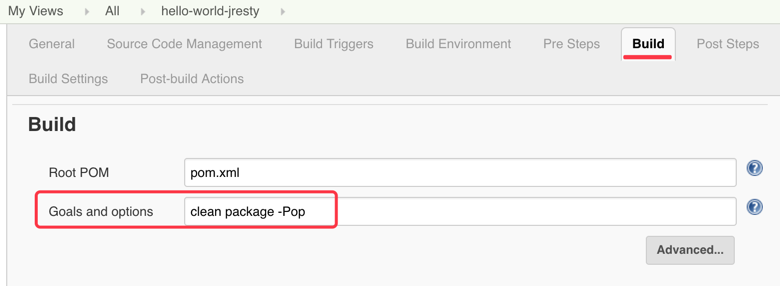 My Views All hello-world-jresty
General Source Code Management Build Triggers Build Environment Pre Steps Build Post Steps
Build Settings Post-build Actions
Build
Root POM pom.xml ?
Goals and options clean package -Pop ?
Advanced...